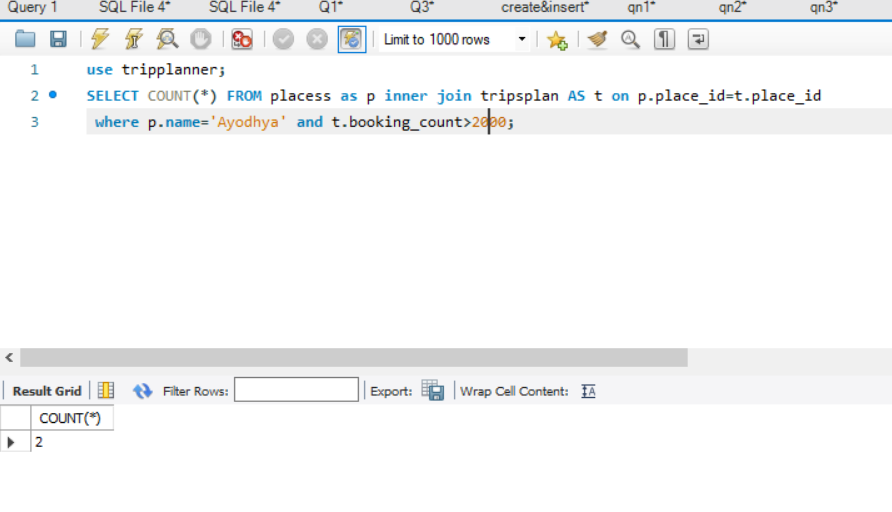 Query 1 SQL File 4* SQL File 4* Q1* Q3* create&insert* qn1* qn2* qn3*
Limit to 1000 rows
1 use tripplanner;
2 SELECT COUNT(*) FROM placess as p inner join tripsplan AS t on p.place_id=t.place_id
3 where p.name='Ayodhya' and t.booking_count>2000;
Result Grid Filter Rows: Export: Wrap Cell Content: IA
COUNT(*)
2